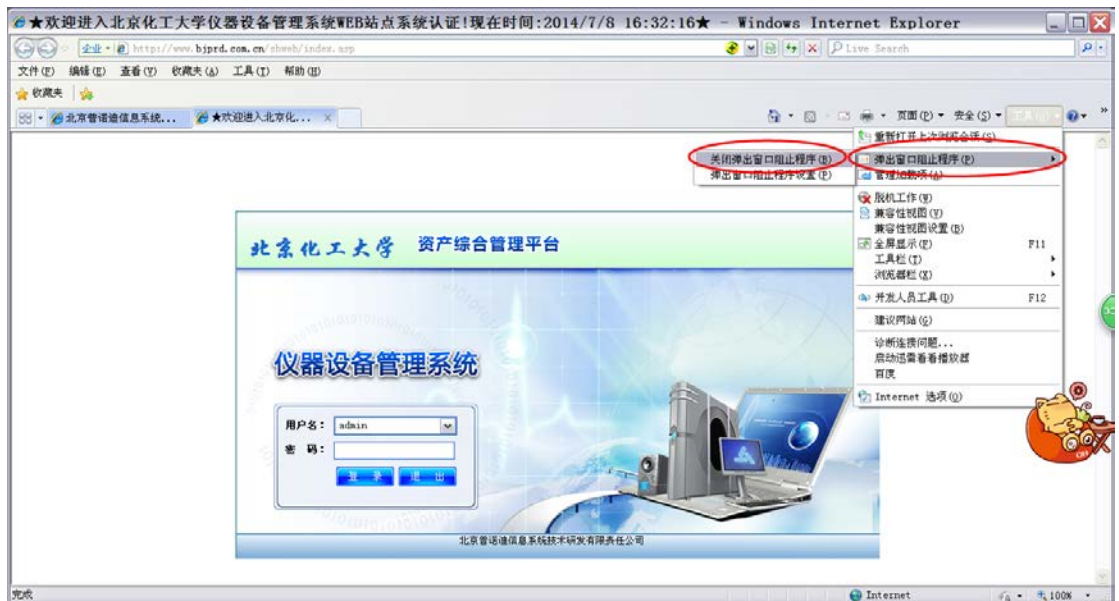 ★欢迎进入北京化工大学仪器设备管理系统WEB站点系统认证!现在时间:2014/7/8 16:32:16★ - Windows Internet Explorer
企业 http://www.bjprd.com.cn/sbweb/index.asp Live Search
文件(F) 编辑(E) 查看(V) 收藏夹(A) 工具(T) 帮助(H)
收藏夹
北京普诺迪信息系统... ★欢迎进入北京化... × 页面(P) 安全(S) 工具(O)
重新打开上次浏览会话(S)
关闭弹出窗口阻止程序(B) 弹出窗口阻止程序(P)
弹出窗口阻止程序设置(P) 管理加载项(A)
脱机工作(W)
兼容性视图(V)
兼容性视图设置(B)
全屏显示(F) F11
工具栏(T)
浏览器栏(X)
开发人员工具(D) F12
建议网站(G)
诊断连接问题...
启动迅雷看看播放器
百度
Internet 选项(O)
北京化工大学 资产综合管理平台
仪器设备管理系统
用户名: admin
密 码:
登 录 退 出
北京普诺迪信息系统技术研发有限责任公司
完成 Internet 100%